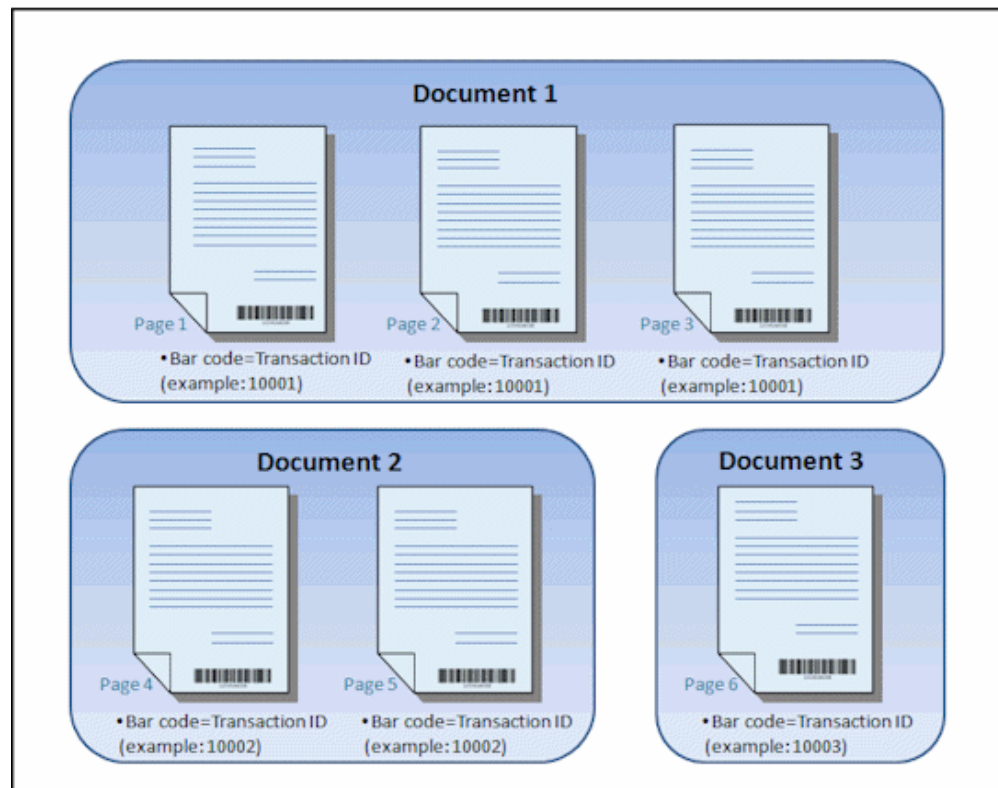 Document 1
Page 1
Page 2
Page 3
•Bar code=Transaction ID
(example:10001)
•Bar code=Transaction ID
(example:10001)
•Bar code=Transaction ID
(example:10001)
Document 2
Page 4
Page 5
•Bar code=Transaction ID
(example:10002)
•Bar code=Transaction ID
(example:10002)
Document 3
Page 6
•Bar code=Transaction ID
(example:10003)